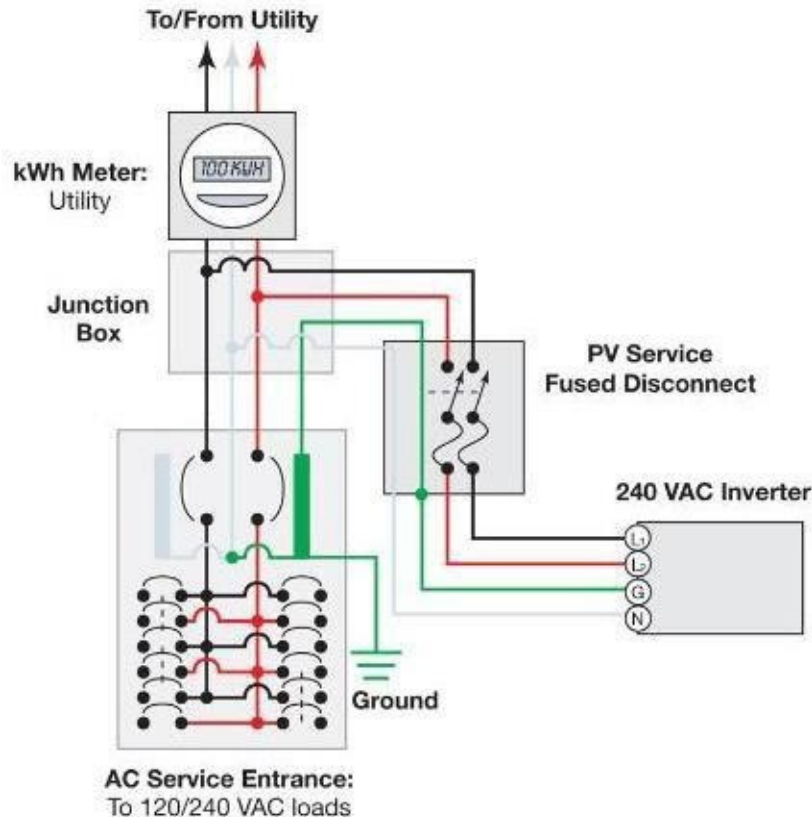 To/From Utility
kWh Meter:
Utility
100 KWH
Junction
Box
PV Service
Fused Disconnect
240 VAC Inverter
L1
L2
G
N
Ground
AC Service Entrance:
To 120/240 VAC loads